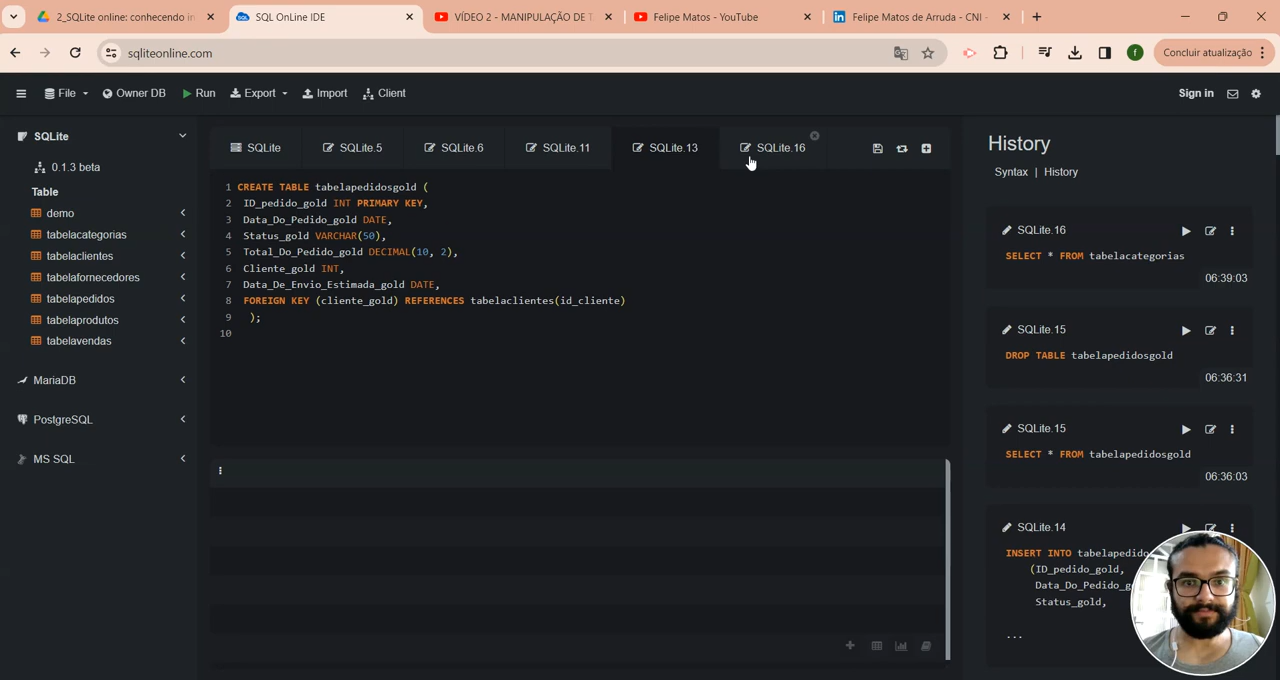 2_SQLite online: conhecendo in
SQL OnLine IDE
VÍDEO 2 - MANIPULAÇÃO DE T
Felipe Matos - YouTube
Felipe Matos de Arruda - CNI -
sqliteonline.com
f
Concluir atualização
File
Owner DB
Run
Export
Import
Client
Sign in
SQLite
0.1.3 beta
Table
demo
tabelacategorias
tabelaclientes
tabelafornecedores
tabelapedidos
tabelaprodutos
tabelavendas
MariaDB
PostgreSQL
MS SQL
SQLite
SQLite.5
SQLite.6
SQLite.11
SQLite.13
SQLite.16
1 CREATE TABLE tabelapedidosgold (
2 ID_pedido_gold INT PRIMARY KEY,
3 Data_Do_Pedido_gold DATE,
4 Status_gold VARCHAR(50),
5 Total_Do_Pedido_gold DECIMAL(10, 2),
6 Cliente_gold INT,
7 Data_De_Envio_Estimada_gold DATE,
8 FOREIGN KEY (cliente_gold) REFERENCES tabelaclientes(id_cliente)
9 );
10
History
Syntax | History
SQLite.16
SELECT * FROM tabelacategorias
06:39:03
SQLite.15
DROP TABLE tabelapedidosgold
06:36:31
SQLite.15
SELECT * FROM tabelapedidosgold
06:36:03
SQLite.14
INSERT INTO tabelapedido
(ID_pedido_gold,
Data_Do_Pedido_g
Status_gold,
...